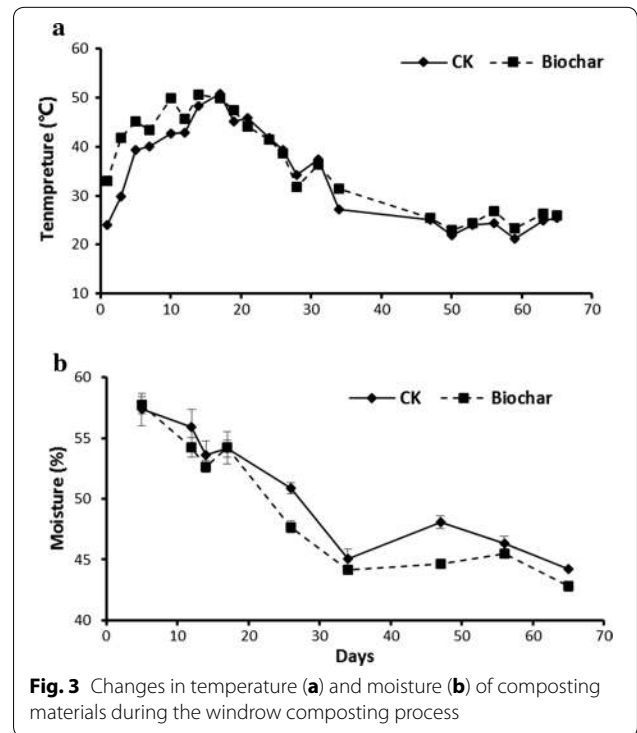 a
60
50
40
30
20
10
Tenmpreture (℃)
CK
Biochar
0 10 20 30 40 50 60 70
b
60
55
50
45
40
Moisture (%)
CK
Biochar
0 10 20 30 40 50 60 70
Days
Fig. 3 Changes in temperature (a) and moisture (b) of composting
materials during the windrow composting process